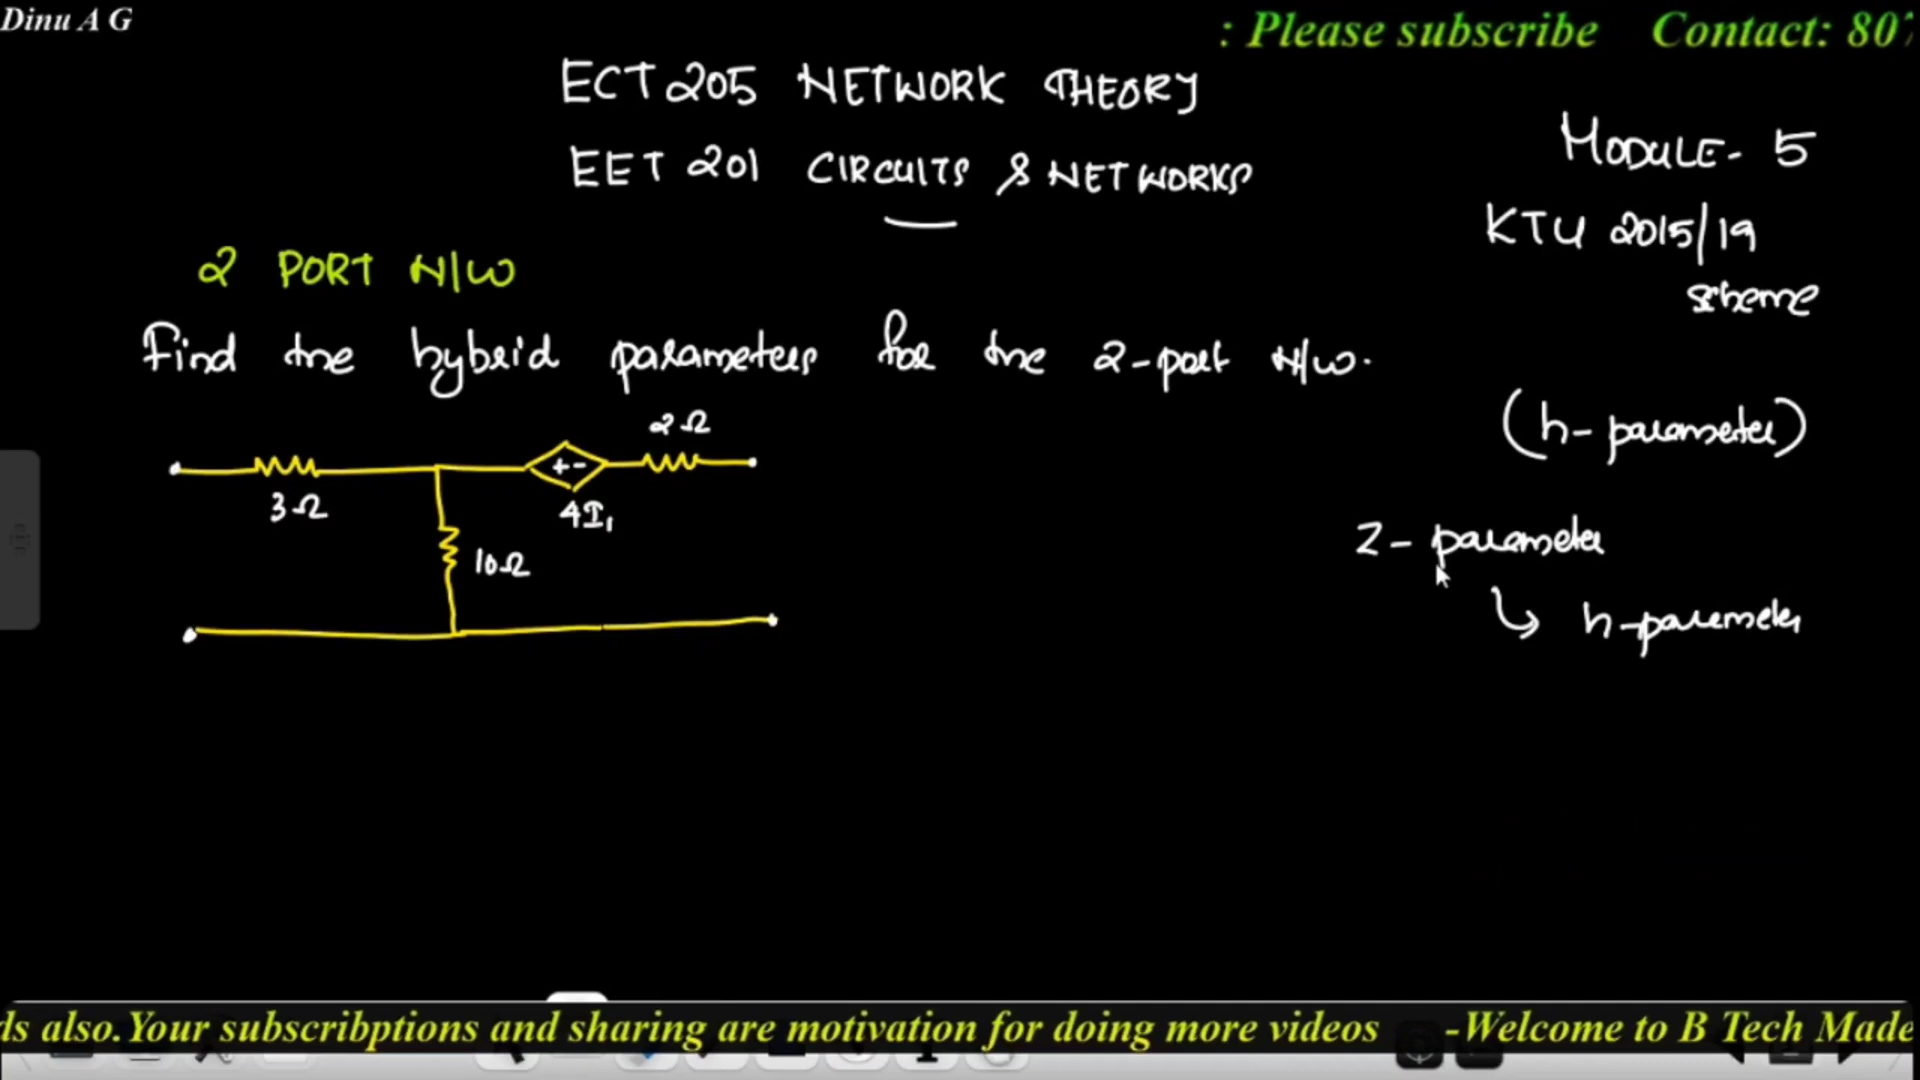 Dinu A G
: Please subscribe Contact: 807
ECT 205 NETWORK THEORY
EET 201 CIRCUITS & NETWORKS
MODULE- 5
KTU 2015/19
scheme
2 PORT N/W
Find the hybrid parameters for the 2-port N/W.
(h- parameter)
2Ω
+-
3Ω
4I₁
10Ω
Z- parameter
h-parameter
ds also.Your subscribptions and sharing are motivation for doing more videos -Welcome to B Tech Made